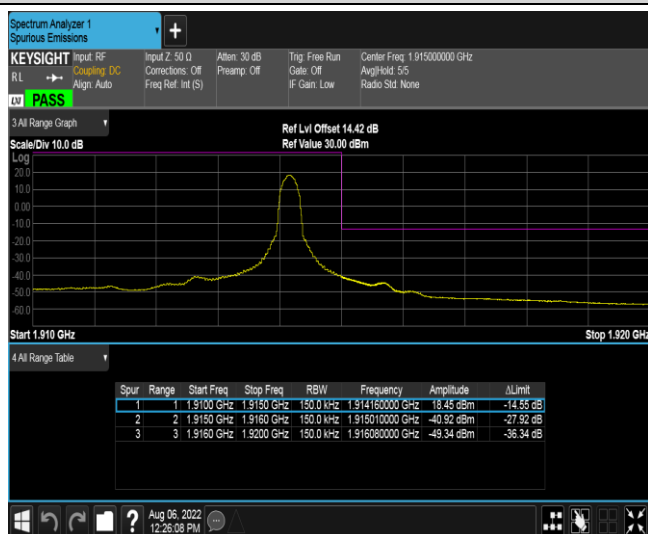 Spectrum Analyzer 1
Spurious Emissions
+
KEYSIGHT Input: RF Input Z: 50 Ω Atten: 30 dB Trig: Free Run Center Freq: 1.915000000 GHz
RL Coupling: DC Corrections: Off Preamp: Off Gate: Off Avg|Hold: 5/5
Align: Auto Freq Ref: Int (S) IF Gain: Low Radio Std: None
LXI PASS
3 All Range Graph
Ref Lvl Offset 14.42 dB
Scale/Div 10.0 dB Ref Value 30.00 dBm
Log
20.0
10.0
0.00
-10.0
-20.0
-30.0
-40.0
-50.0
-60.0
Start 1.910 GHz Stop 1.920 GHz
4 All Range Table
Spur Range Start Freq Stop Freq RBW Frequency Amplitude ΔLimit
1 1 1.9100 GHz 1.9150 GHz 150.0 kHz 1.914160000 GHz 18.45 dBm -14.55 dB
2 2 1.9150 GHz 1.9160 GHz 150.0 kHz 1.915010000 GHz -40.92 dBm -27.92 dB
3 3 1.9160 GHz 1.9200 GHz 150.0 kHz 1.916080000 GHz -49.34 dBm -36.34 dB
? Aug 06, 2022
12:26:08 PM